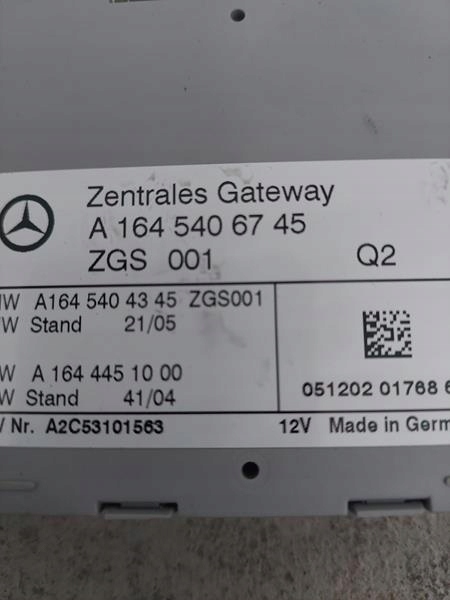 Zentrales Gateway
A 164 540 67 45
ZGS 001 Q2
A164 540 43 45 ZGS001
Stand 21/05
A 164 445 10 00
Stand 41/04
Nr. A2C53101563
051202 01768
12V Made in Germ